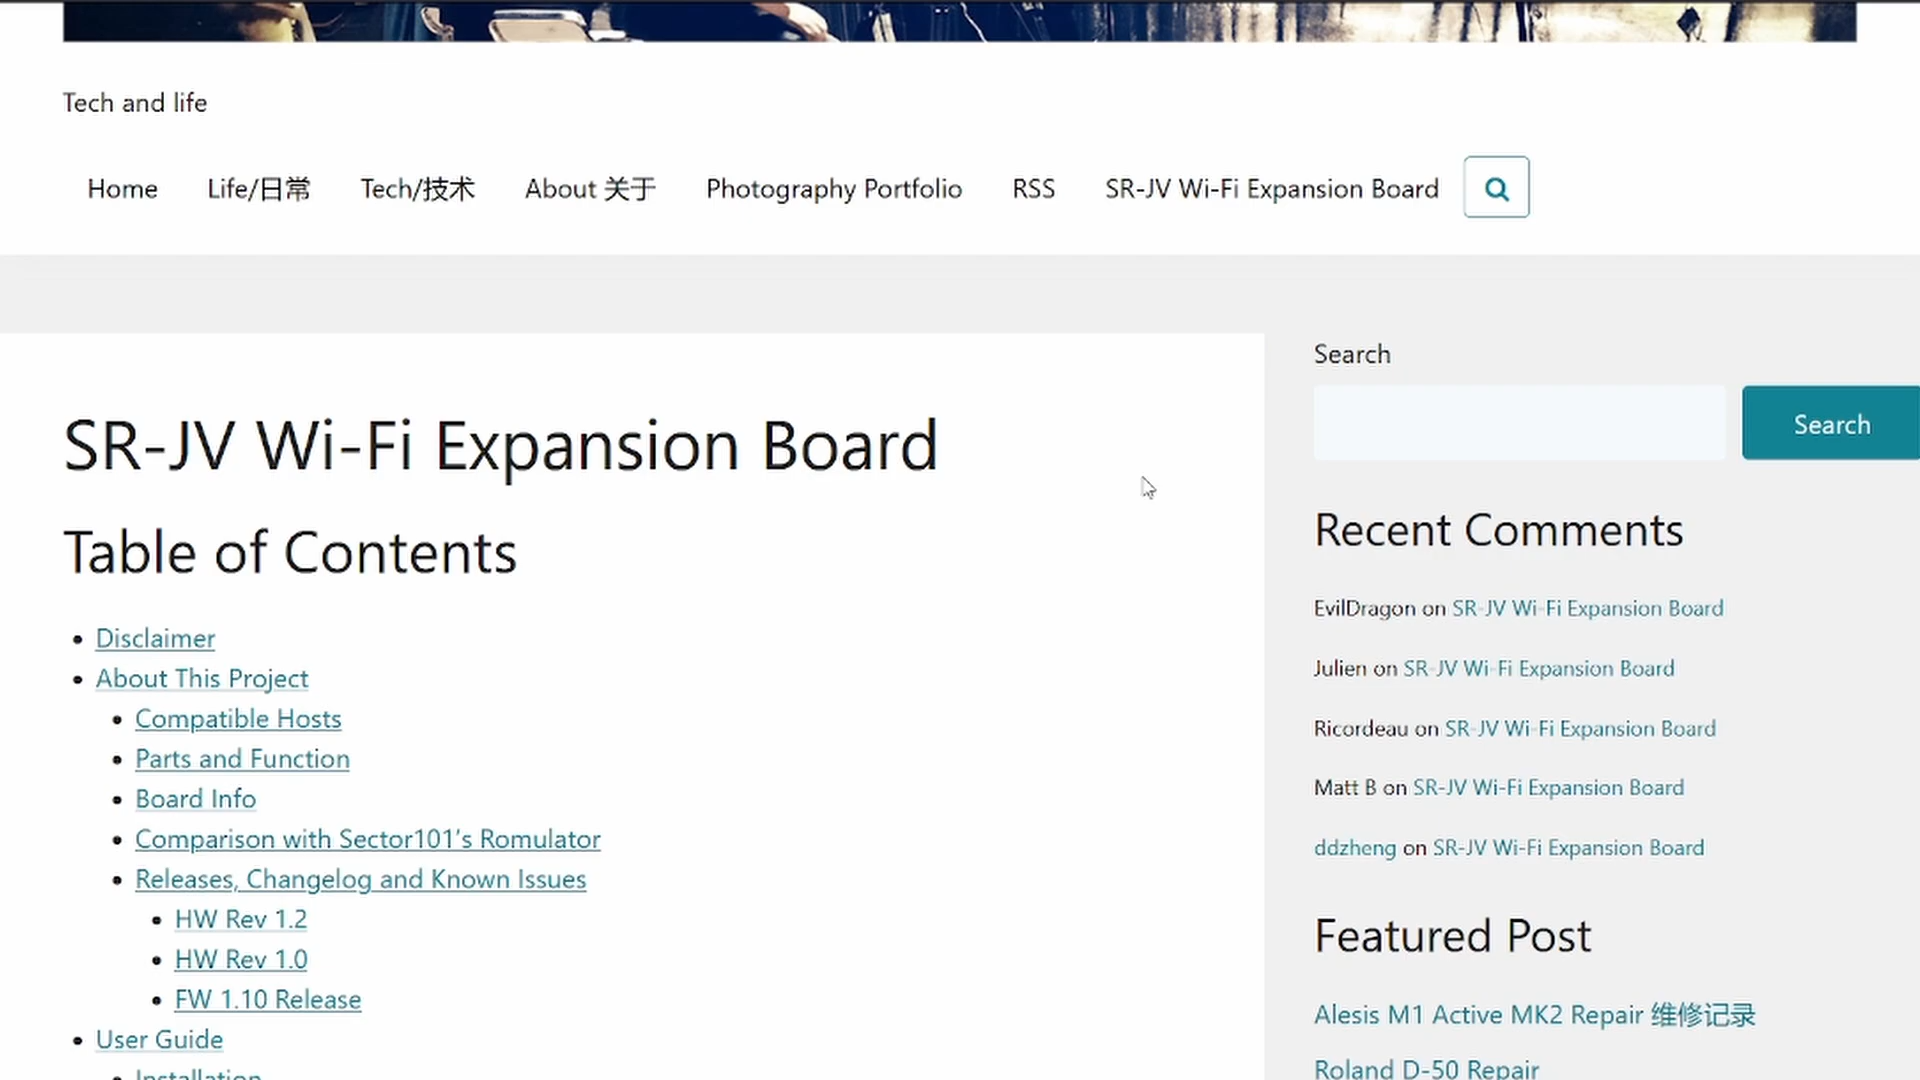 Tech and life
Home Life/日常 Tech/技术 About 关于 Photography Portfolio RSS SR-JV Wi-Fi Expansion Board
SR-JV Wi-Fi Expansion Board
Table of Contents
Disclaimer
About This Project
Compatible Hosts
Parts and Function
Board Info
Comparison with Sector101's Romulator
Releases, Changelog and Known Issues
HW Rev 1.2
HW Rev 1.0
FW 1.10 Release
User Guide
Installation
Search
Search
Recent Comments
EvilDragon on SR-JV Wi-Fi Expansion Board
Julien on SR-JV Wi-Fi Expansion Board
Ricordeau on SR-JV Wi-Fi Expansion Board
Matt B on SR-JV Wi-Fi Expansion Board
ddzheng on SR-JV Wi-Fi Expansion Board
Featured Post
Alesis M1 Active MK2 Repair 维修记录
Roland D-50 Repair